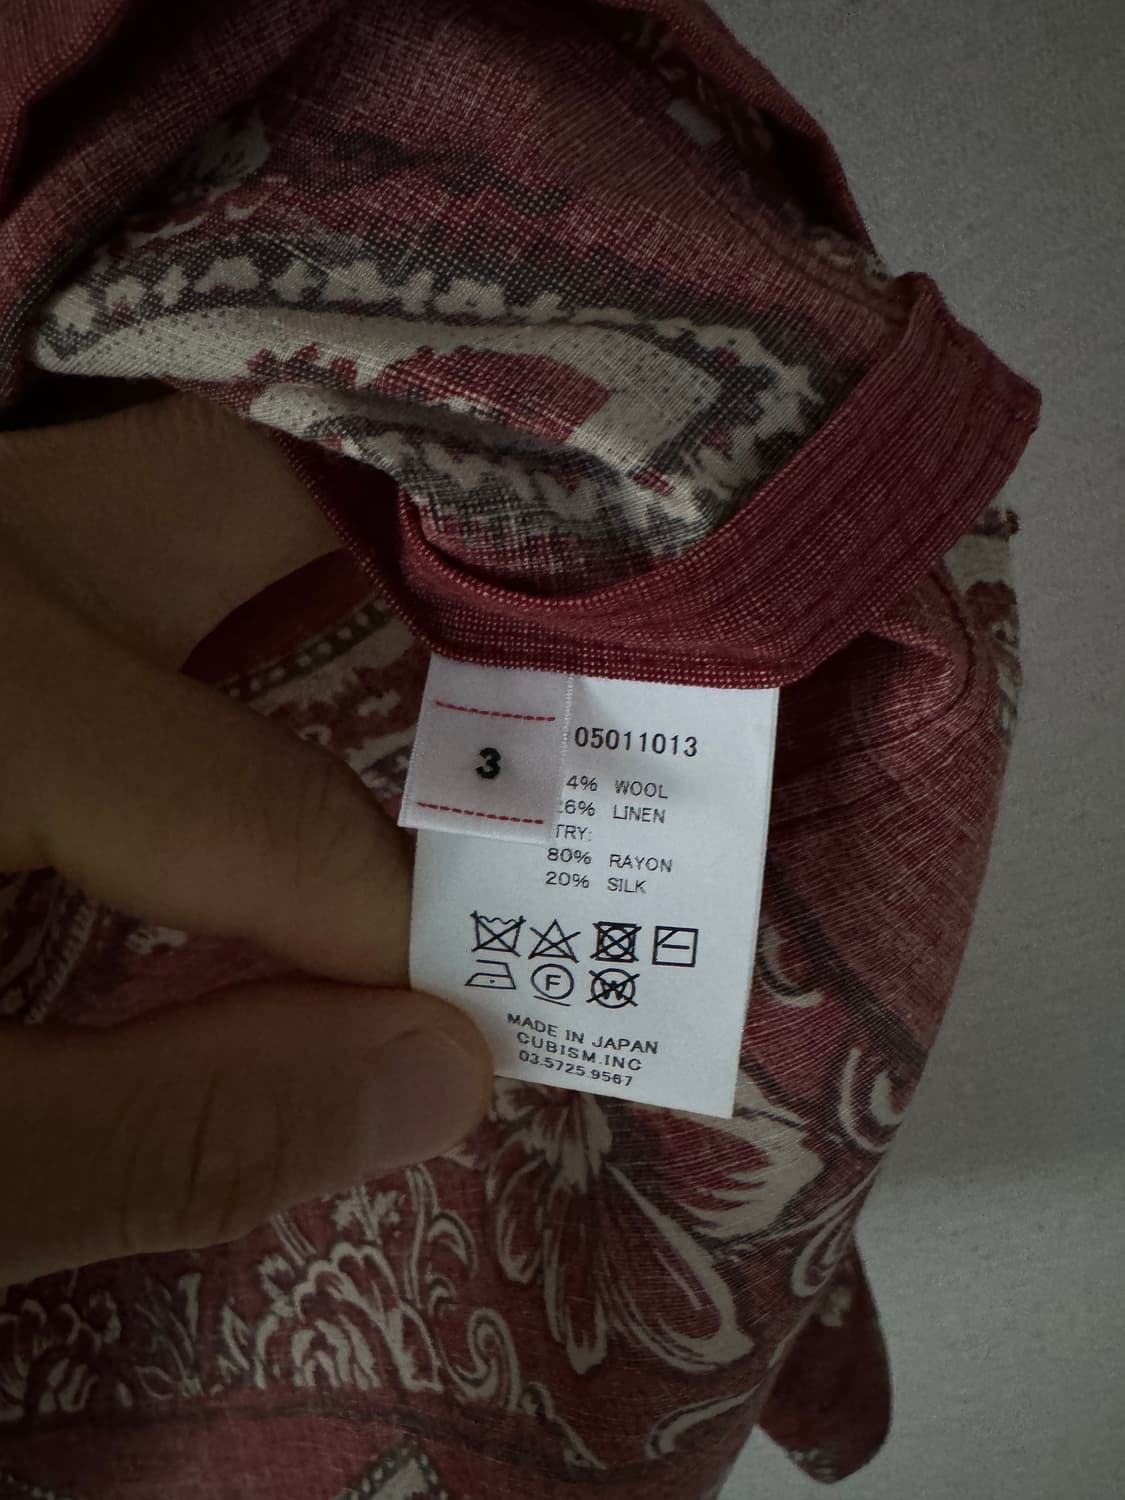 3
05011013
4% WOOL
6% LINEN
TRY:
80% RAYON
20% SILK
F
W
MADE IN JAPAN
CUBISM.INC
03.5725.9567